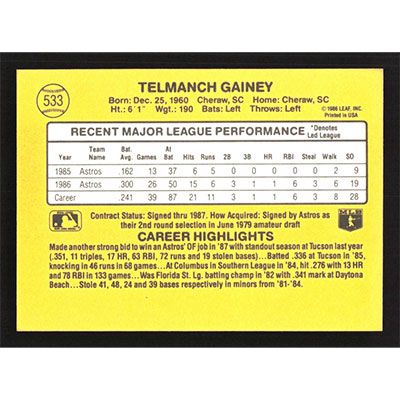 533
TELMANCH GAINEY
Born: Dec. 25, 1960 Cheraw, SC Home: Cheraw, SC
Ht: 6'1" Wgt: 190 Bats: Left Throws: Left
© 1986 LEAF, INC.
Printed in USA
RECENT MAJOR LEAGUE PERFORMANCE *Denotes Led League
Year Team Name Bat. Avg. Games At Bat Hits Runs 2B 3B HR RBI Steal Walk SO
1985 Astros .162 13 37 6 5 0 0 0 0 0 2 9
1986 Astros .300 26 50 15 6 3 1 1 6 3 6 19
Career .241 39 87 21 11 3 1 1 6 3 8 28
Contract Status: Signed thru 1987. How Acquired: Signed by Astros as
their 2nd round selection in June 1979 amateur draft
CAREER HIGHLIGHTS
Made another strong bid to win an Astros' OF job in '87 with standout season at Tucson last year
(.351, 11 triples, 17 HR, 63 RBI, 72 runs and 19 stolen bases)...Batted .336 at Tucson in '85,
knocking in 46 runs in 68 games...At Columbus in Southern League in '84, hit .276 with 13 HR
and 78 RBI in 133 games...Was Florida St. Lg. batting champ in '82 with .341 mark at Daytona
Beach...Stole 41, 48, 24 and 39 bases respectively in minors from '81-'84.